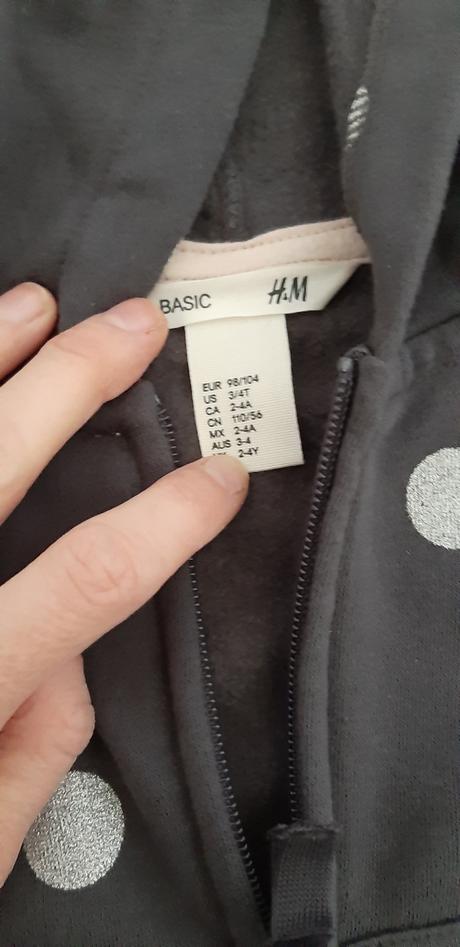 BASIC H&M
EUR 98/104
US 3/4T
CA 2-4A
CN 110/56
MX 2-4A
AUS 3-4
2-4Y